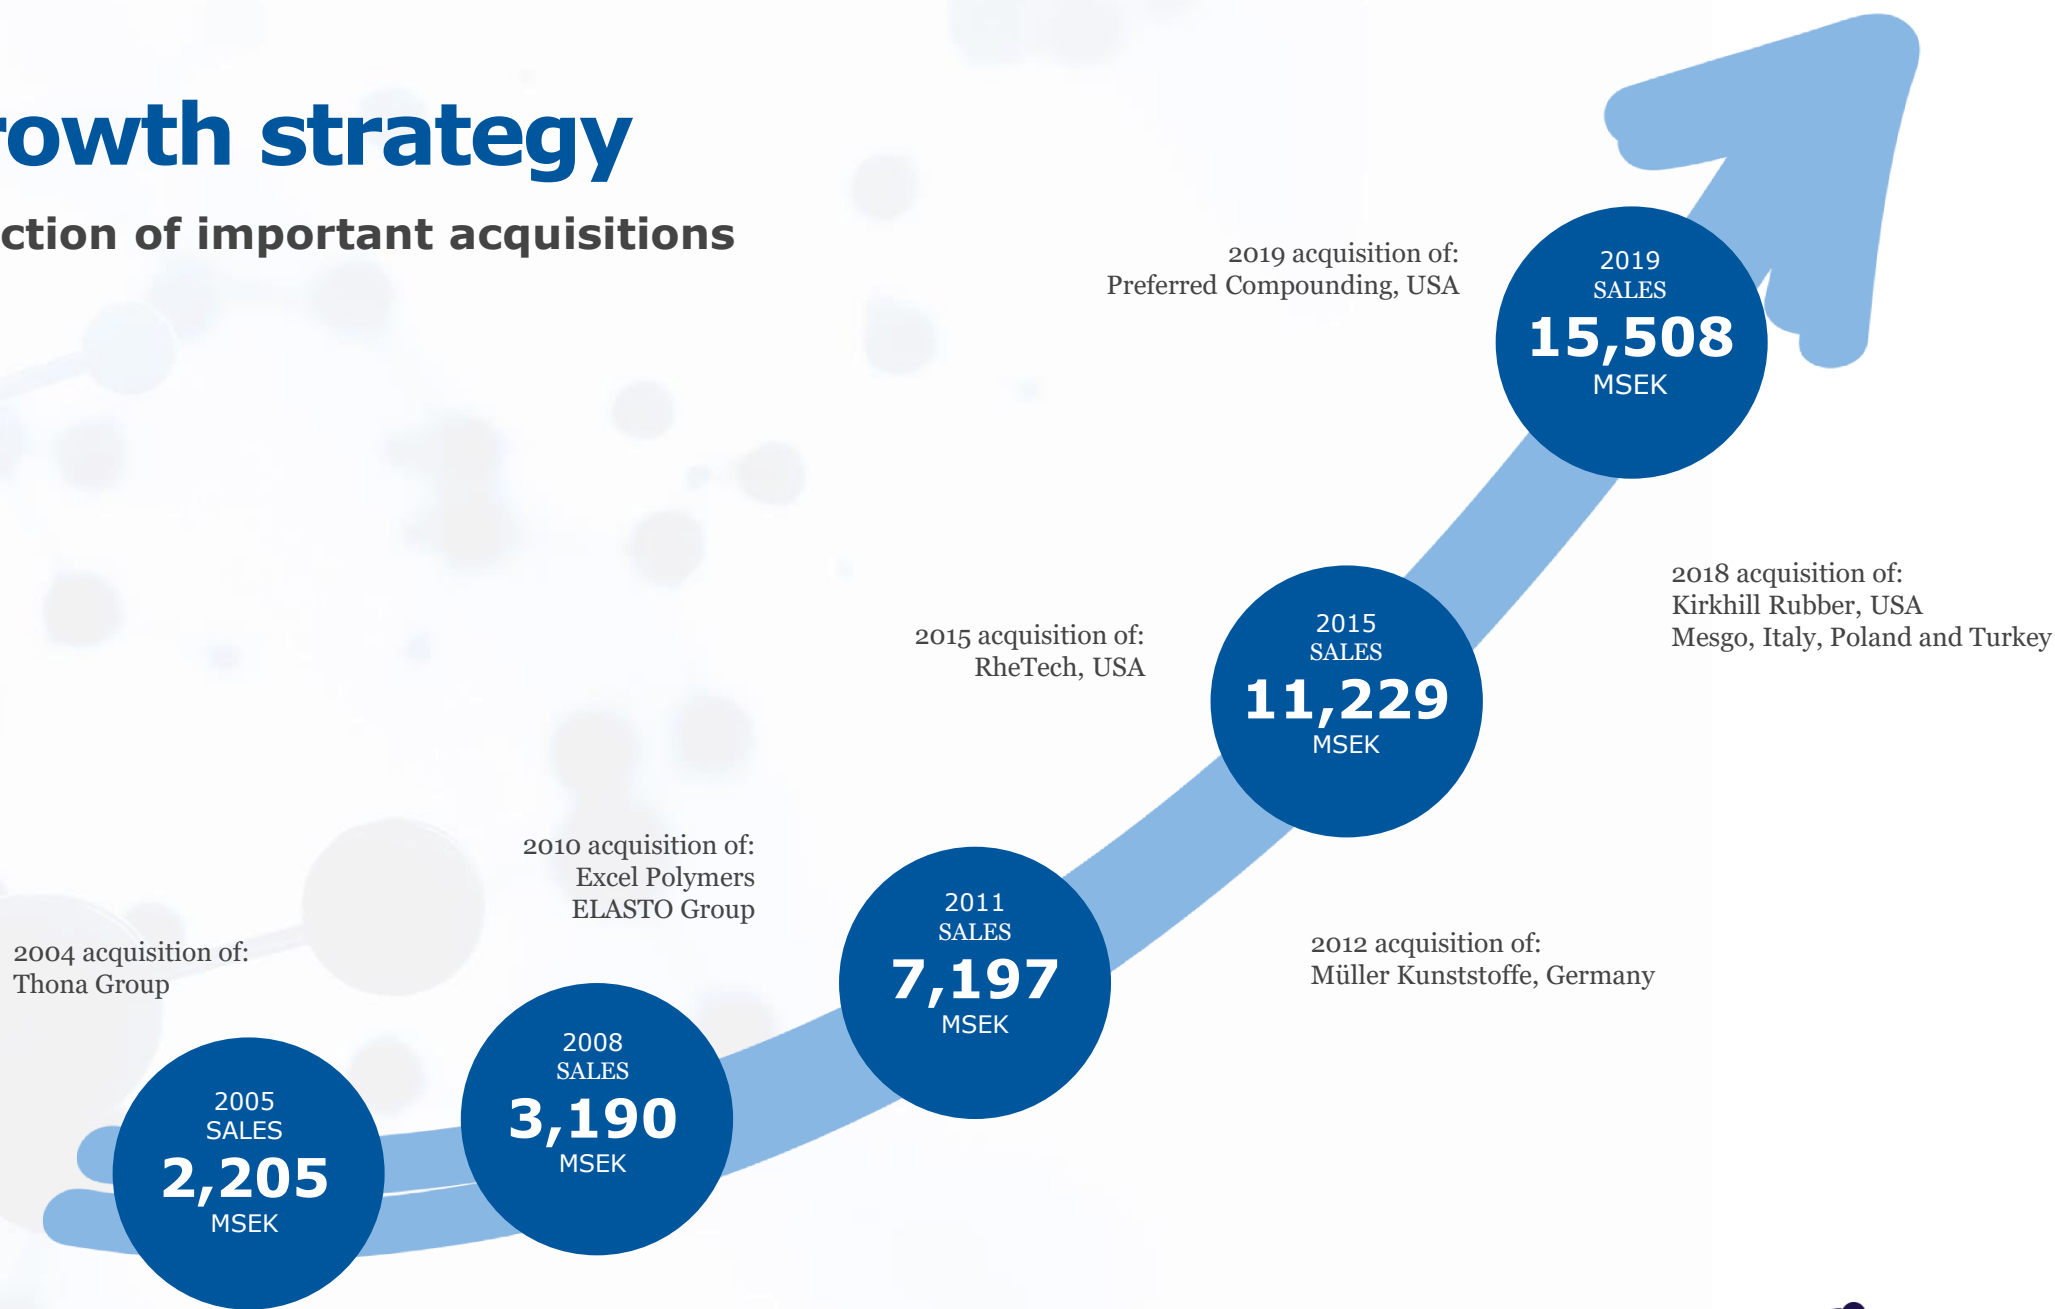 rowth strategy
ction of important acquisitions
2019 acquisition of:
Preferred Compounding, USA
2019
SALES
15,508
MSEK
2018 acquisition of:
Kirkhill Rubber, USA
Mesgo, Italy, Poland and Turkey
2015 acquisition of:
RheTech, USA
2015
SALES
11,229
MSEK
2010 acquisition of:
Excel Polymers
ELASTO Group
2011
SALES
7,197
MSEK
2012 acquisition of:
Müller Kunststoffe, Germany
2004 acquisition of:
Thona Group
2008
SALES
3,190
MSEK
2005
SALES
2,205
MSEK